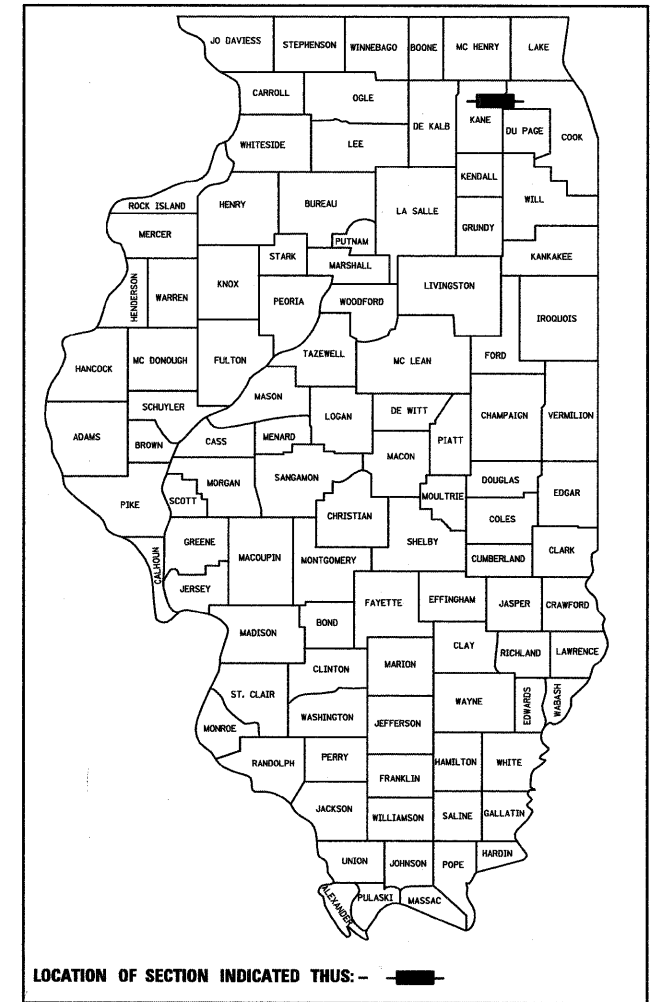 JO DAVIESS
STEPHENSON
WINNEBAGO
BOONE
MC HENRY
LAKE
CARROLL
OGLE
DE KALB
KANE
DU PAGE
COOK
WHITESIDE
LEE
KENDALL
WILL
ROCK ISLAND
HENRY
BUREAU
LA SALLE
GRUNDY
MERCER
PUTNAM
STARK
MARSHALL
KANKAKEE
HENDERSON
WARREN
KNOX
PEORIA
WOODFORD
LIVINGSTON
IROQUOIS
HANCOCK
MC DONOUGH
FULTON
TAZEWELL
MC LEAN
FORD
SCHUYLER
MASON
LOGAN
DE WITT
CHAMPAIGN
VERMILION
ADAMS
BROWN
CASS
MENARD
MACON
PIATT
PIKE
SCOTT
MORGAN
SANGAMON
CHRISTIAN
MOULTRIE
DOUGLAS
EDGAR
COLES
CALHOUN
GREENE
MACOUPIN
MONTGOMERY
SHELBY
CUMBERLAND
CLARK
JERSEY
FAYETTE
EFFINGHAM
JASPER
CRAWFORD
MADISON
BOND
CLAY
RICHLAND
LAWRENCE
CLINTON
MARION
ST. CLAIR
WAYNE
EDWARDS
WABASH
MONROE
WASHINGTON
JEFFERSON
RANDOLPH
PERRY
HAMILTON
WHITE
FRANKLIN
JACKSON
WILLIAMSON
SALINE
GALLATIN
UNION
JOHNSON
POPE
HARDIN
ALEXANDER
PULASKI
MASSAC
LOCATION OF SECTION INDICATED THUS: -